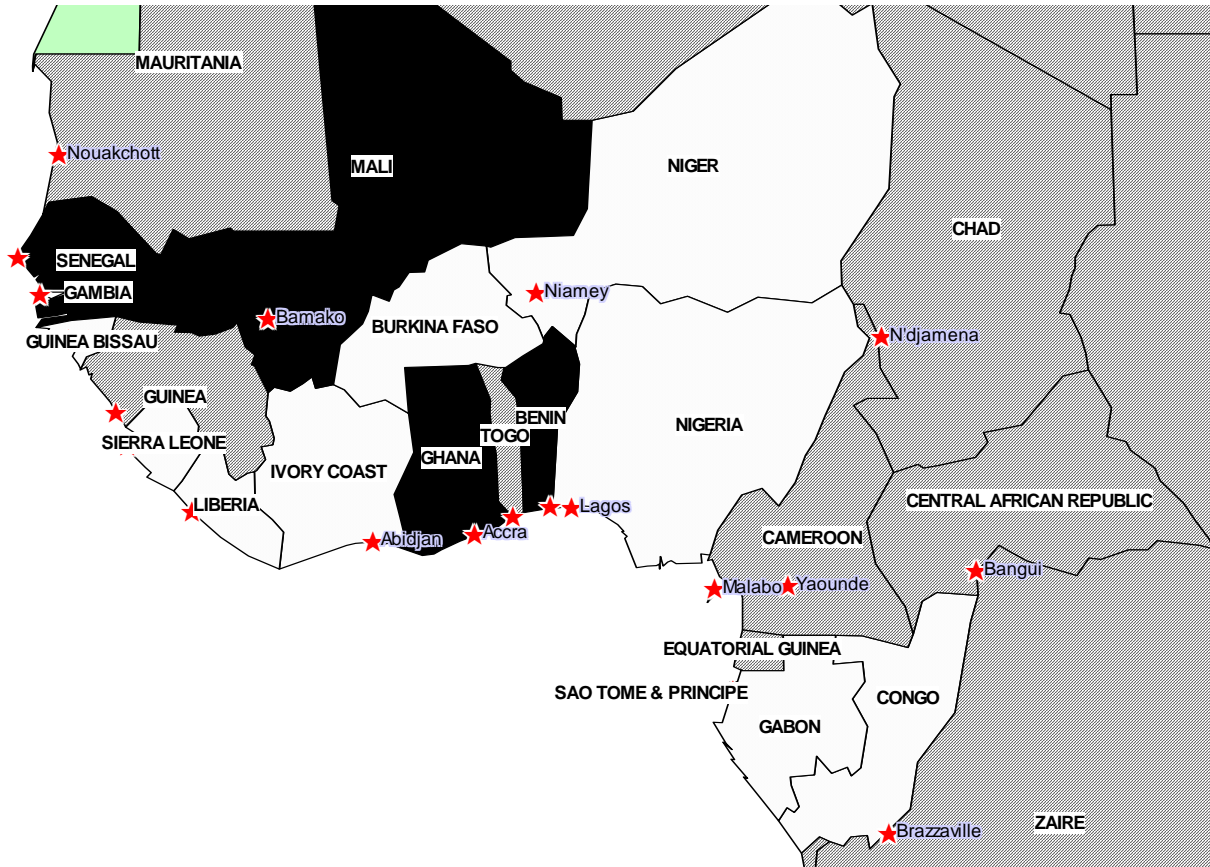 MAURITANIA
Nouakchott
MALI
NIGER
CHAD
SENEGAL
GAMBIA
Niamey
Bamako
BURKINA FASO
GUINEA BISSAU
N'djamena
GUINEA
BENIN
NIGERIA
SIERRA LEONE
TOGO
GHANA
IVORY COAST
LIBERIA
CENTRAL AFRICAN REPUBLIC
Lagos
Accra
Abidjan
CAMEROON
Bangui
Malabo
Yaounde
EQUATORIAL GUINEA
SAO TOME & PRINCIPE
CONGO
GABON
ZAIRE
Brazzaville